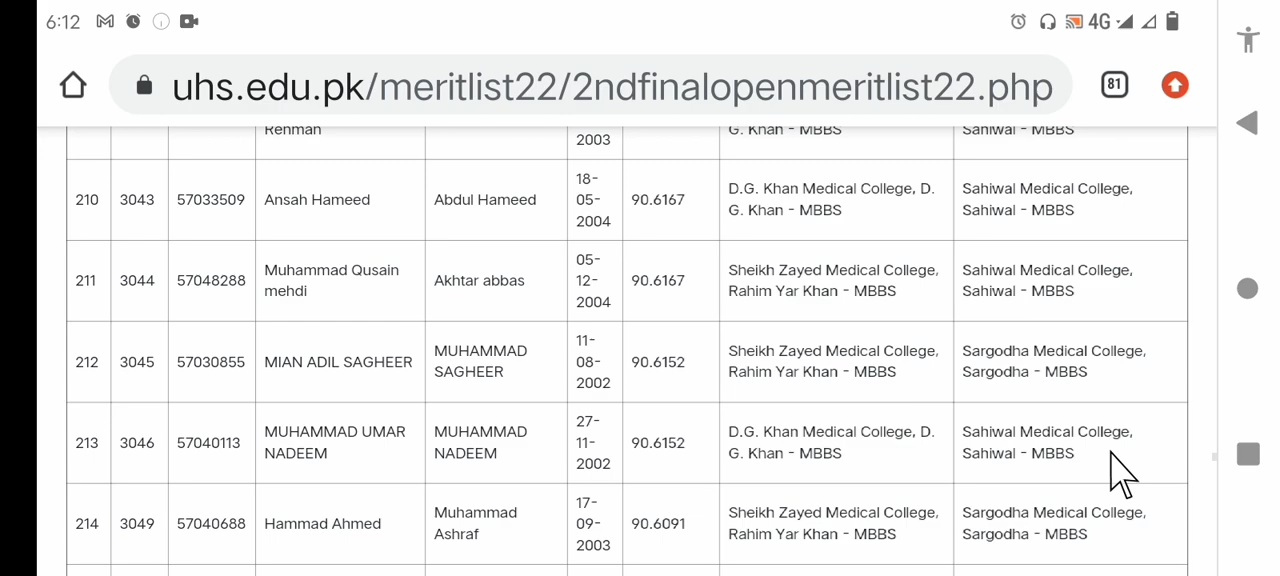 6:12
4G
uhs.edu.pk/meritlist22/2ndfinalopenmeritlist22.php
81
Rehman
2003
G. Khan - MBBS
Sahiwal - MBBS
210
3043
57033509
Ansah Hameed
Abdul Hameed
18-
05-
2004
90.6167
D.G. Khan Medical College, D.
G. Khan - MBBS
Sahiwal Medical College,
Sahiwal - MBBS
211
3044
57048288
Muhammad Qusain
mehdi
Akhtar abbas
05-
12-
2004
90.6167
Sheikh Zayed Medical College,
Rahim Yar Khan - MBBS
Sahiwal Medical College,
Sahiwal - MBBS
212
3045
57030855
MIAN ADIL SAGHEER
MUHAMMAD
SAGHEER
11-
08-
2002
90.6152
Sheikh Zayed Medical College,
Rahim Yar Khan - MBBS
Sargodha Medical College,
Sargodha - MBBS
213
3046
57040113
MUHAMMAD UMAR
NADEEM
MUHAMMAD
NADEEM
27-
11-
2002
90.6152
D.G. Khan Medical College, D.
G. Khan - MBBS
Sahiwal Medical College,
Sahiwal - MBBS
214
3049
57040688
Hammad Ahmed
Muhammad
Ashraf
17-
09-
2003
90.6091
Sheikh Zayed Medical College,
Rahim Yar Khan - MBBS
Sargodha Medical College,
Sargodha - MBBS